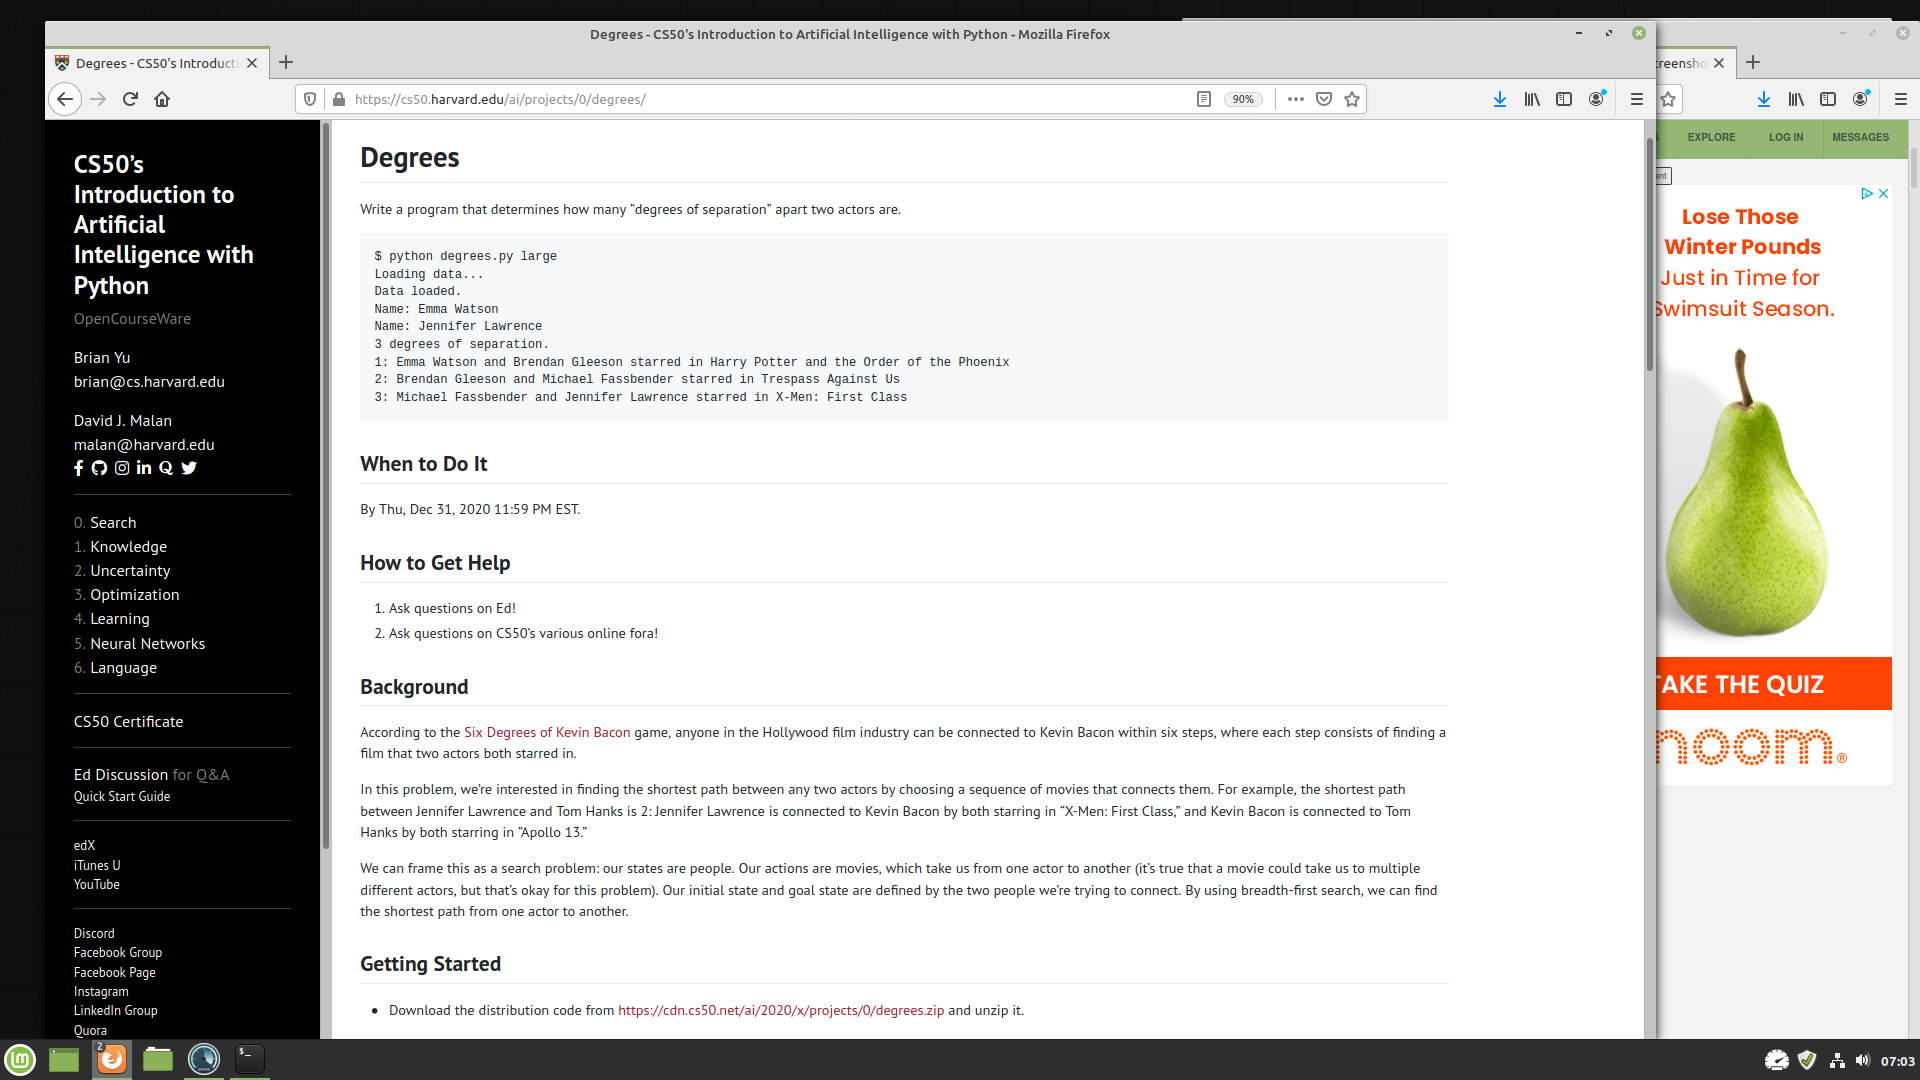 Degrees - CS50's Introduction to Artificial Intelligence with Python - Mozilla Firefox
Degrees - CS50's Introducti
https://cs50.harvard.edu/ai/projects/0/degrees/
90%
CS50's
Introduction to
Artificial
Intelligence with
Python
OpenCourseWare
Brian Yu
brian@cs.harvard.edu
David J. Malan
malan@harvard.edu
0. Search
1. Knowledge
2. Uncertainty
3. Optimization
4. Learning
5. Neural Networks
6. Language
CS50 Certificate
Ed Discussion for Q&A
Quick Start Guide
edX
iTunes U
YouTube
Discord
Facebook Group
Facebook Page
Instagram
LinkedIn Group
Quora
Degrees
Write a program that determines how many “degrees of separation” apart two actors are.
$ python degrees.py large
Loading data...
Data loaded.
Name: Emma Watson
Name: Jennifer Lawrence
3 degrees of separation.
1: Emma Watson and Brendan Gleeson starred in Harry Potter and the Order of the Phoenix
2: Brendan Gleeson and Michael Fassbender starred in Trespass Against Us
3: Michael Fassbender and Jennifer Lawrence starred in X-Men: First Class
When to Do It
By Thu, Dec 31, 2020 11:59 PM EST.
How to Get Help
1. Ask questions on Ed!
2. Ask questions on CS50’s various online fora!
Background
According to the Six Degrees of Kevin Bacon game, anyone in the Hollywood film industry can be connected to Kevin Bacon within six steps, where each step consists of finding a
film that two actors both starred in.
In this problem, we’re interested in finding the shortest path between any two actors by choosing a sequence of movies that connects them. For example, the shortest path
between Jennifer Lawrence and Tom Hanks is 2: Jennifer Lawrence is connected to Kevin Bacon by both starring in “X-Men: First Class,” and Kevin Bacon is connected to Tom
Hanks by both starring in “Apollo 13.”
We can frame this as a search problem: our states are people. Our actions are movies, which take us from one actor to another (it’s true that a movie could take us to multiple
different actors, but that’s okay for this problem). Our initial state and goal state are defined by the two people we’re trying to connect. By using breadth-first search, we can find
the shortest path from one actor to another.
Getting Started
• Download the distribution code from https://cdn.cs50.net/ai/2020/x/projects/0/degrees.zip and unzip it.
creensho
S EXPLORE LOG IN MESSAGES
ent
Lose Those
Winter Pounds
Just in Time for
Swimsuit Season.
TAKE THE QUIZ
noom®
2
$_
07:03